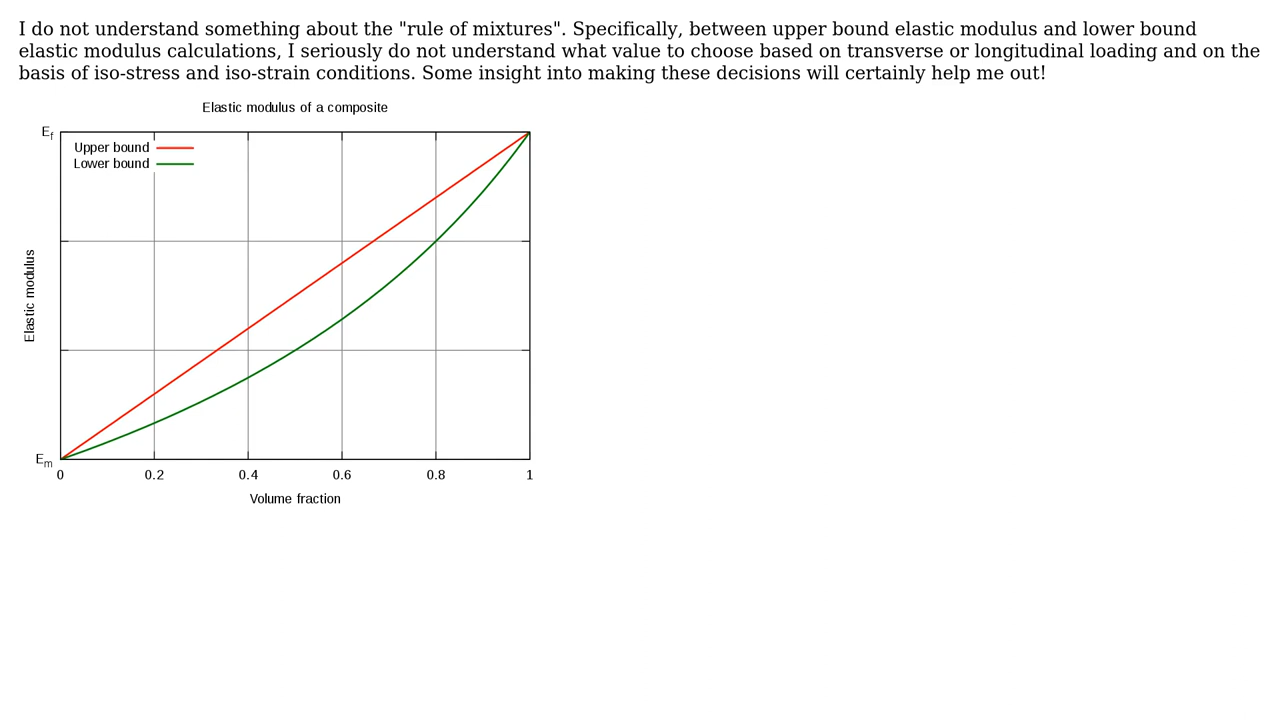 I do not understand something about the "rule of mixtures". Specifically, between upper bound elastic modulus and lower bound
elastic modulus calculations, I seriously do not understand what value to choose based on transverse or longitudinal loading and on the
basis of iso-stress and iso-strain conditions. Some insight into making these decisions will certainly help me out!
Elastic modulus of a composite
Ef
Upper bound
Lower bound
Elastic modulus
Em
0 0.2 0.4 0.6 0.8 1
Volume fraction